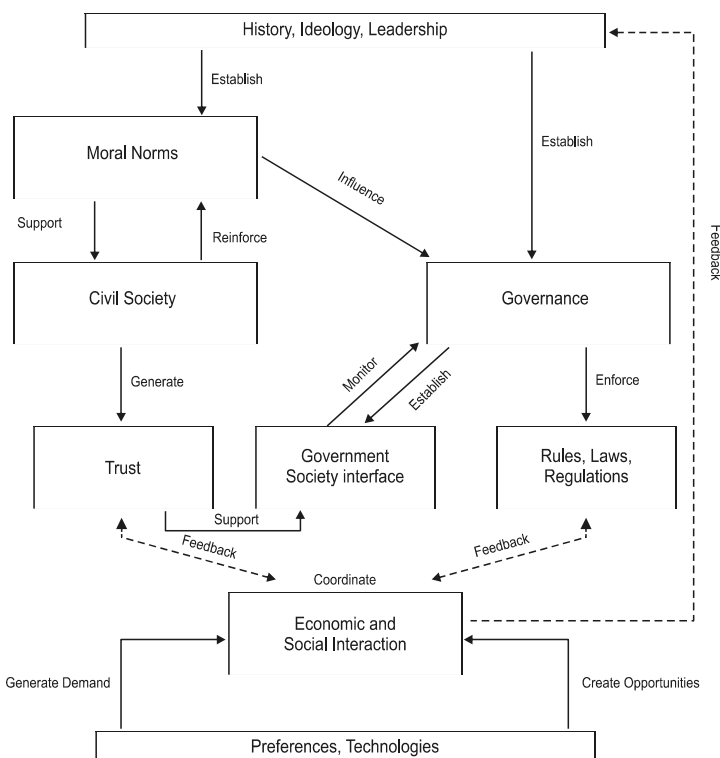 History, Ideology, Leadership
Establish
Moral Norms
Establish
Influence
Support
Reinforce
Feedback
Civil Society
Governance
Generate
Monitor
Establish
Enforce
Trust
Government
Society interface
Rules, Laws,
Regulations
Support
Feedback
Feedback
Coordinate
Economic and
Social Interaction
Generate Demand
Create Opportunities
Preferences, Technologies